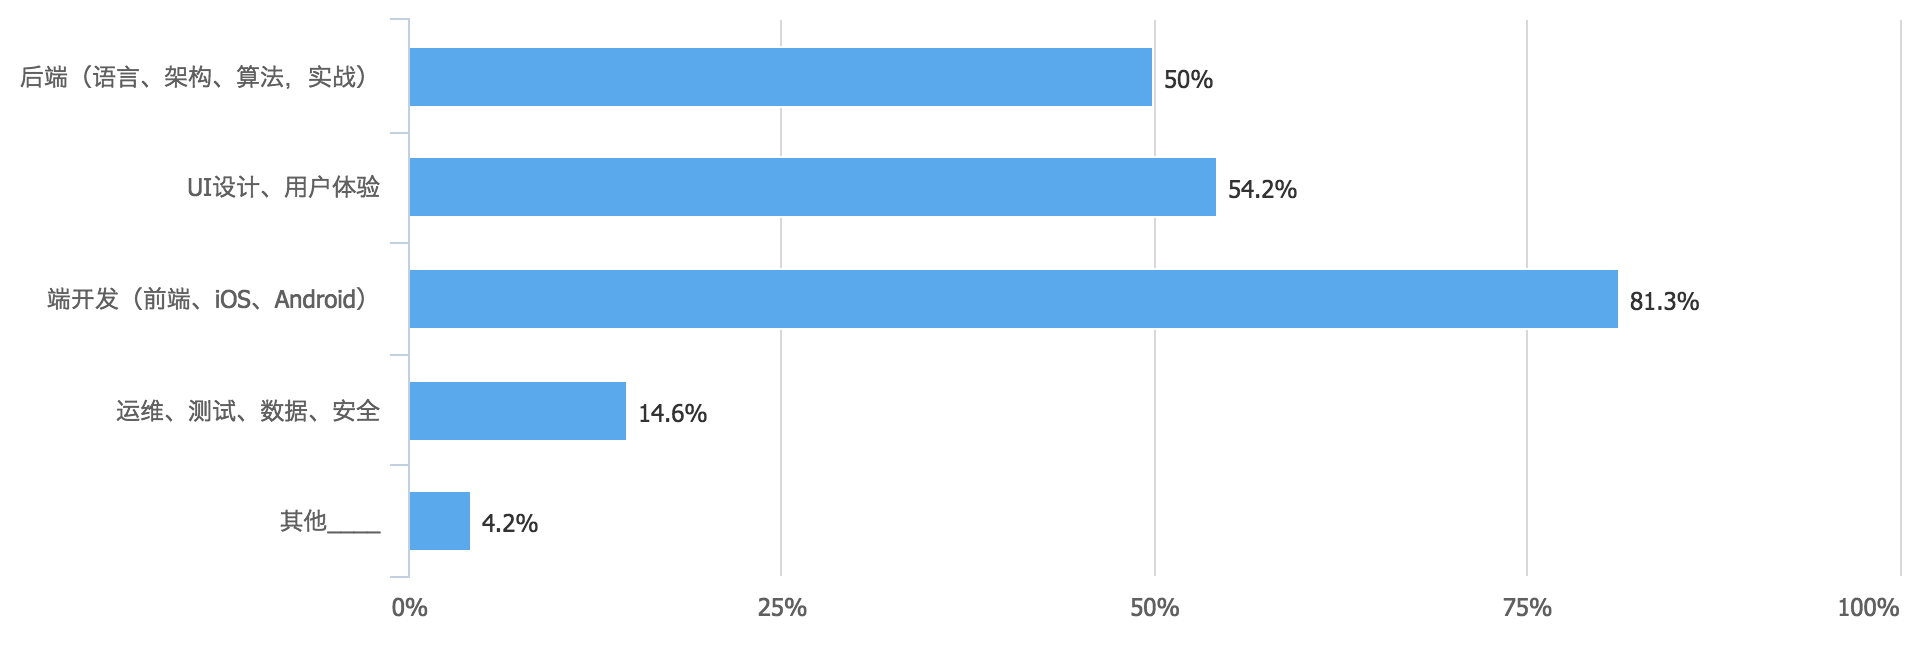 后端（语言、架构、算法，实战） 50%
UI设计、用户体验 54.2%
端开发（前端、iOS、Android） 81.3%
运维、测试、数据、安全 14.6%
其他____ 4.2%
0% 25% 50% 75% 100%